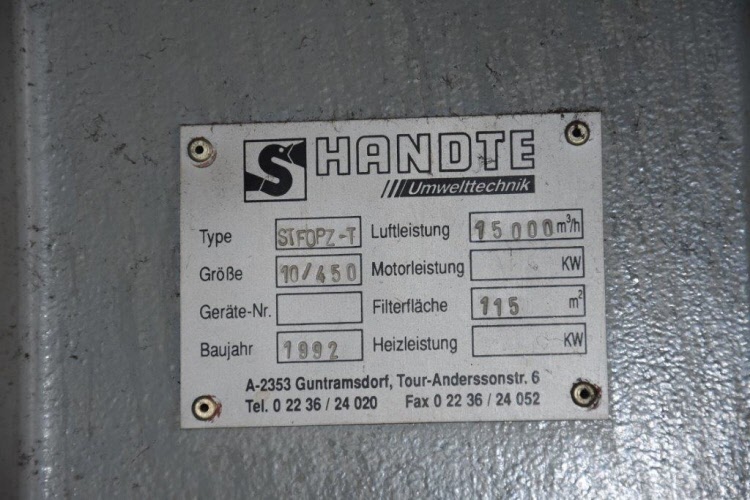 HANDTE
Umwelttechnik
Type STFOPZ-T Luftleistung 15000 m³/h
Größe 10/450 Motorleistung KW
Geräte-Nr. Filterfläche 115 m²
Baujahr 1992 Heizleistung KW
A-2353 Guntramsdorf, Tour-Anderssonstr. 6
Tel. 0 22 36 / 24 020 Fax 0 22 36 / 24 052